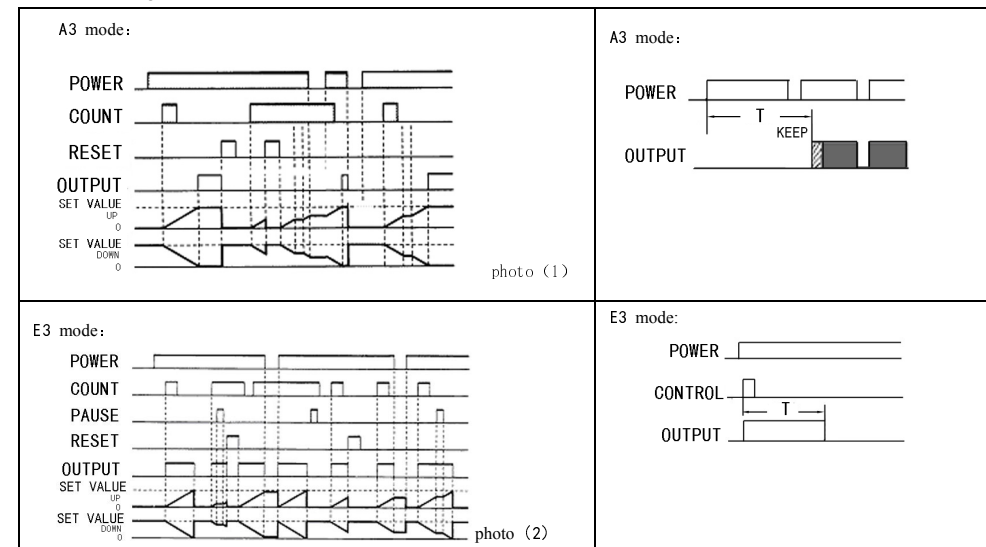 A3 mode:
POWER
COUNT
RESET
OUTPUT
SET VALUE
UP
0
SET VALUE
DOWN
0
photo (1)
A3 mode:
POWER
T
KEEP
OUTPUT
E3 mode:
POWER
COUNT
PAUSE
RESET
OUTPUT
SET VALUE
UP
0
SET VALUE
DOWN
0
photo (2)
E3 mode:
POWER
CONTROL
T
OUTPUT